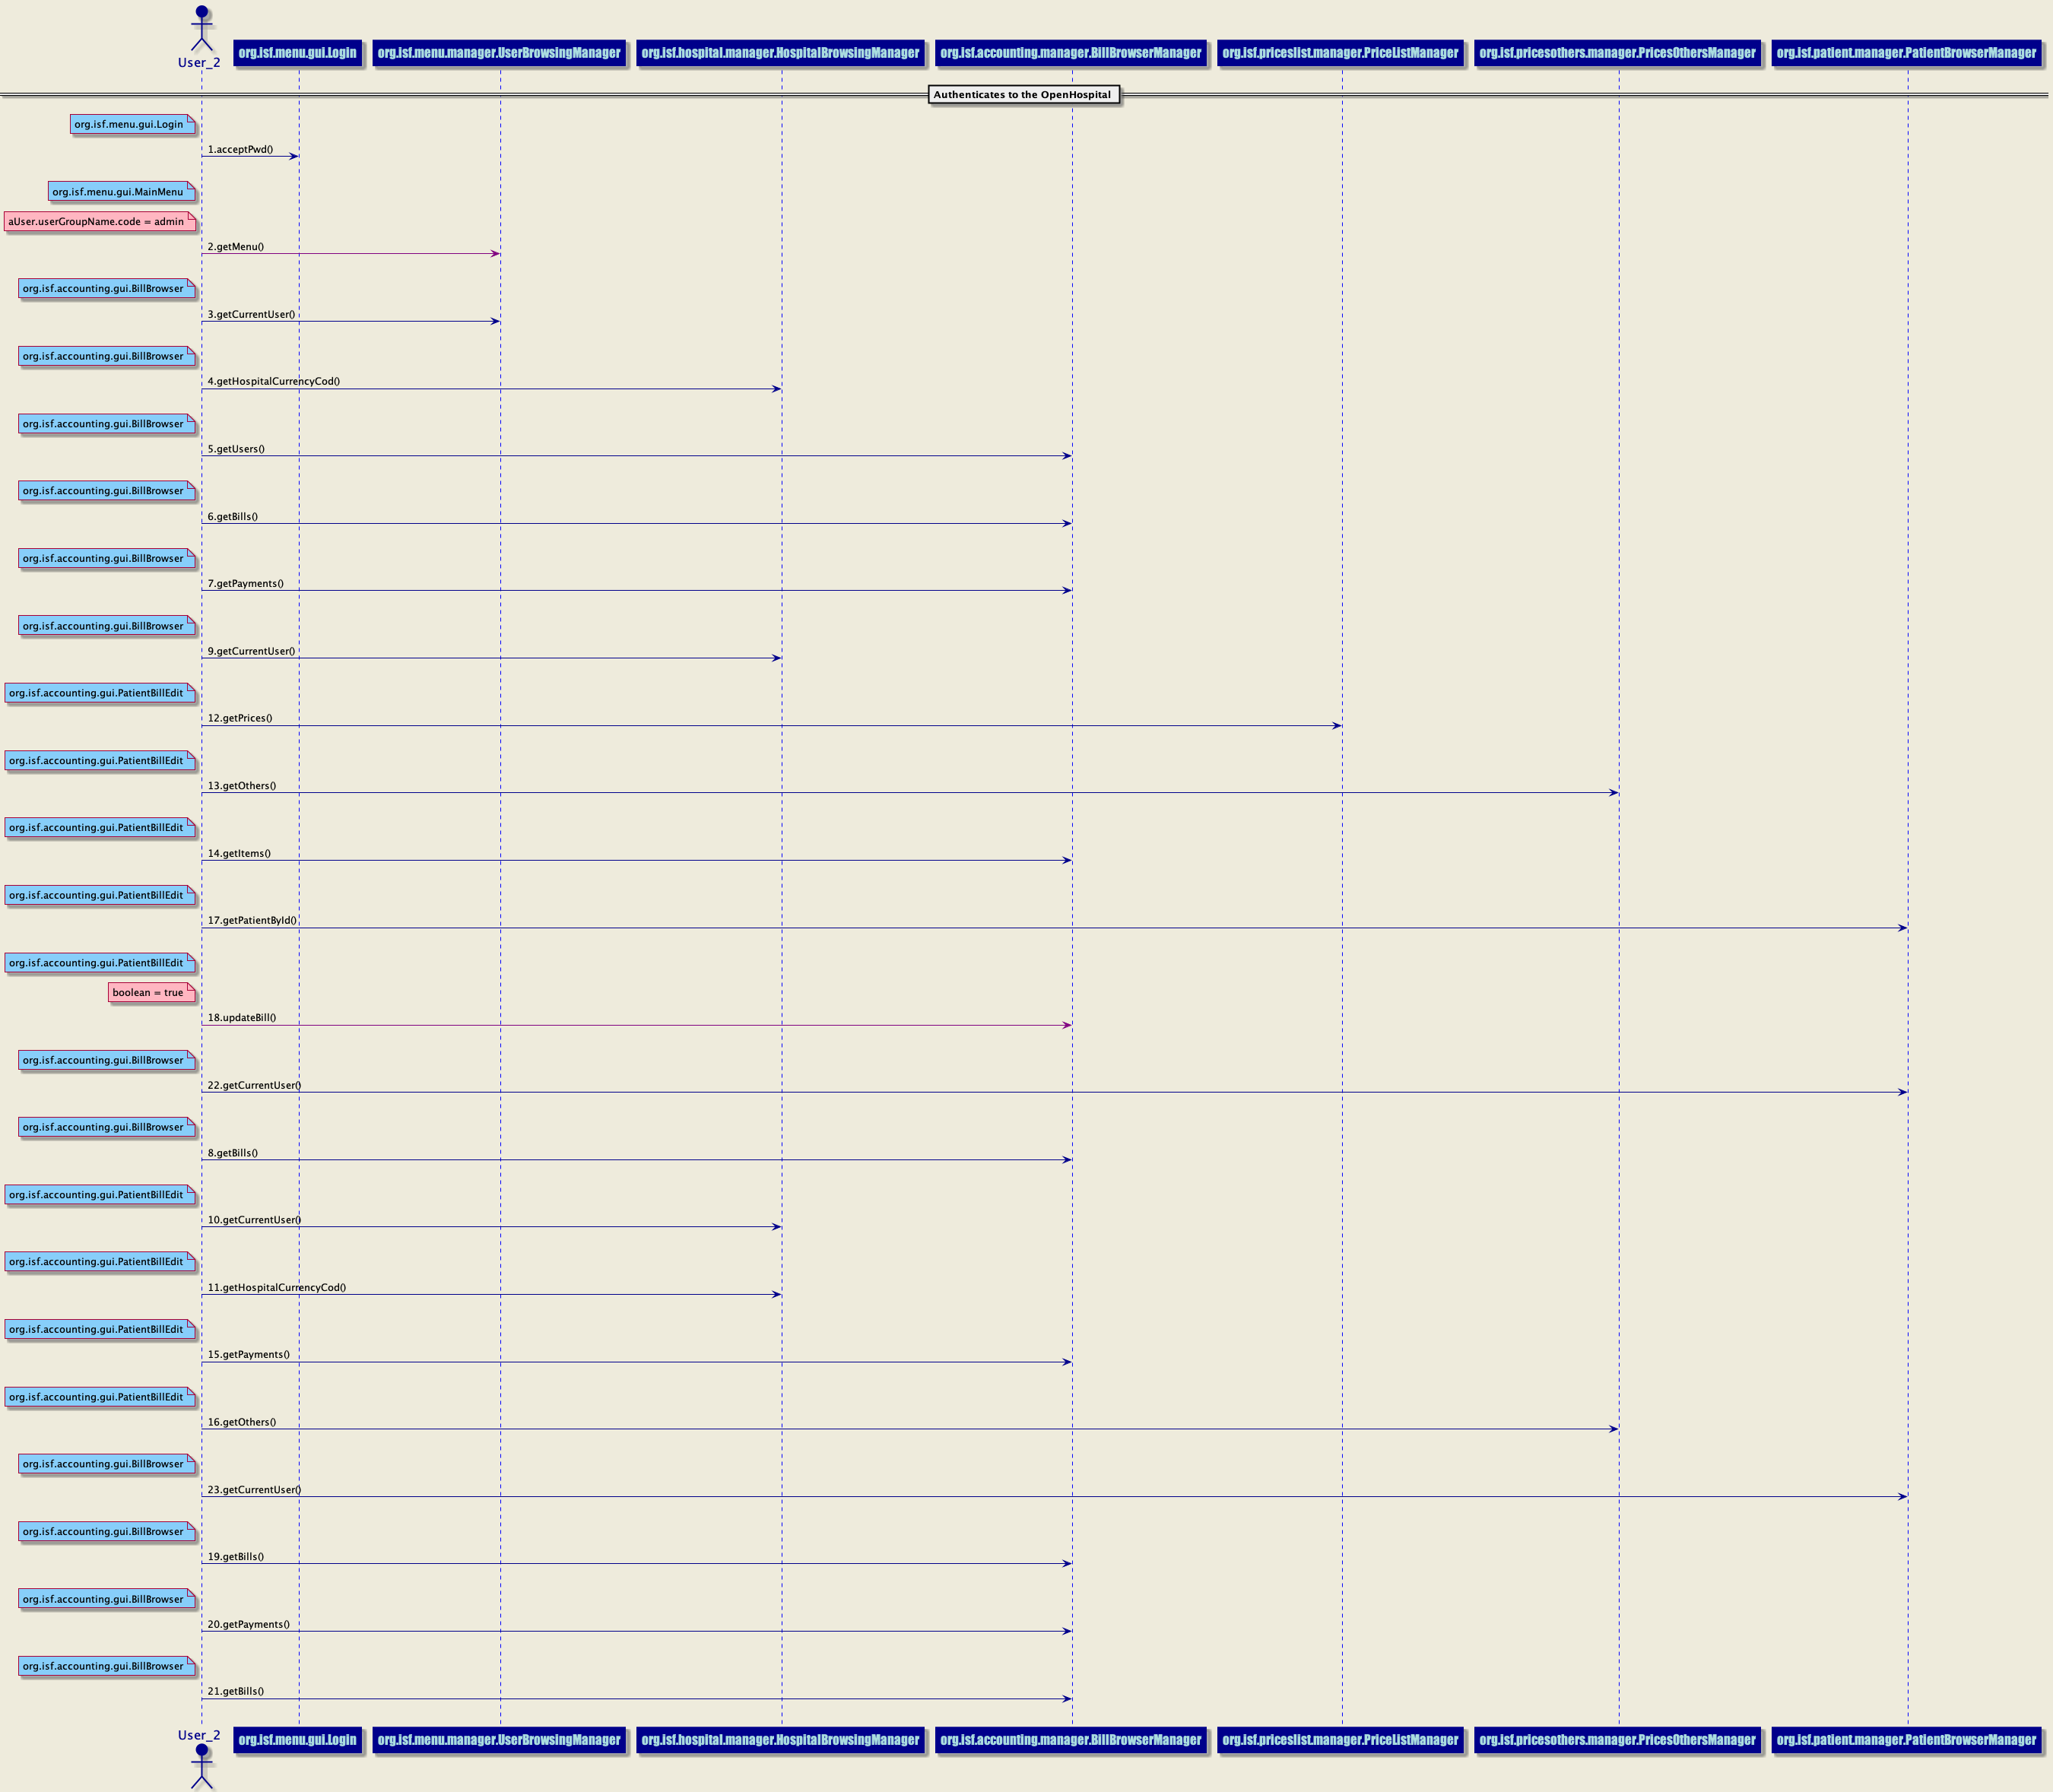 User_2
org.isf.menu.gui.Login
org.isf.menu.manager.UserBrowsingManager
org.isf.hospital.manager.HospitalBrowsingManager
org.isf.accounting.manager.BillBrowserManager
org.isf.priceslist.manager.PriceListManager
org.isf.pricesothers.manager.PricesOthersManager
org.isf.patient.manager.PatientBrowserManager
Authenticates to the OpenHospital
org.isf.menu.gui.Login
1.acceptPwd()
org.isf.menu.gui.MainMenu
aUser.userGroupName.code = admin
2.getMenu()
org.isf.accounting.gui.BillBrowser
3.getCurrentUser()
org.isf.accounting.gui.BillBrowser
4.getHospitalCurrencyCod()
org.isf.accounting.gui.BillBrowser
5.getUsers()
org.isf.accounting.gui.BillBrowser
6.getBills()
org.isf.accounting.gui.BillBrowser
7.getPayments()
org.isf.accounting.gui.BillBrowser
9.getCurrentUser()
org.isf.accounting.gui.PatientBillEdit
12.getPrices()
org.isf.accounting.gui.PatientBillEdit
13.getOthers()
org.isf.accounting.gui.PatientBillEdit
14.getItems()
org.isf.accounting.gui.PatientBillEdit
17.getPatientById()
org.isf.accounting.gui.PatientBillEdit
boolean = true
18.updateBill()
org.isf.accounting.gui.BillBrowser
22.getCurrentUser()
org.isf.accounting.gui.BillBrowser
8.getBills()
org.isf.accounting.gui.PatientBillEdit
10.getCurrentUser()
org.isf.accounting.gui.PatientBillEdit
11.getHospitalCurrencyCod()
org.isf.accounting.gui.PatientBillEdit
15.getPayments()
org.isf.accounting.gui.PatientBillEdit
16.getOthers()
org.isf.accounting.gui.BillBrowser
23.getCurrentUser()
org.isf.accounting.gui.BillBrowser
19.getBills()
org.isf.accounting.gui.BillBrowser
20.getPayments()
org.isf.accounting.gui.BillBrowser
21.getBills()
User_2
org.isf.menu.gui.Login
org.isf.menu.manager.UserBrowsingManager
org.isf.hospital.manager.HospitalBrowsingManager
org.isf.accounting.manager.BillBrowserManager
org.isf.priceslist.manager.PriceListManager
org.isf.pricesothers.manager.PricesOthersManager
org.isf.patient.manager.PatientBrowserManager